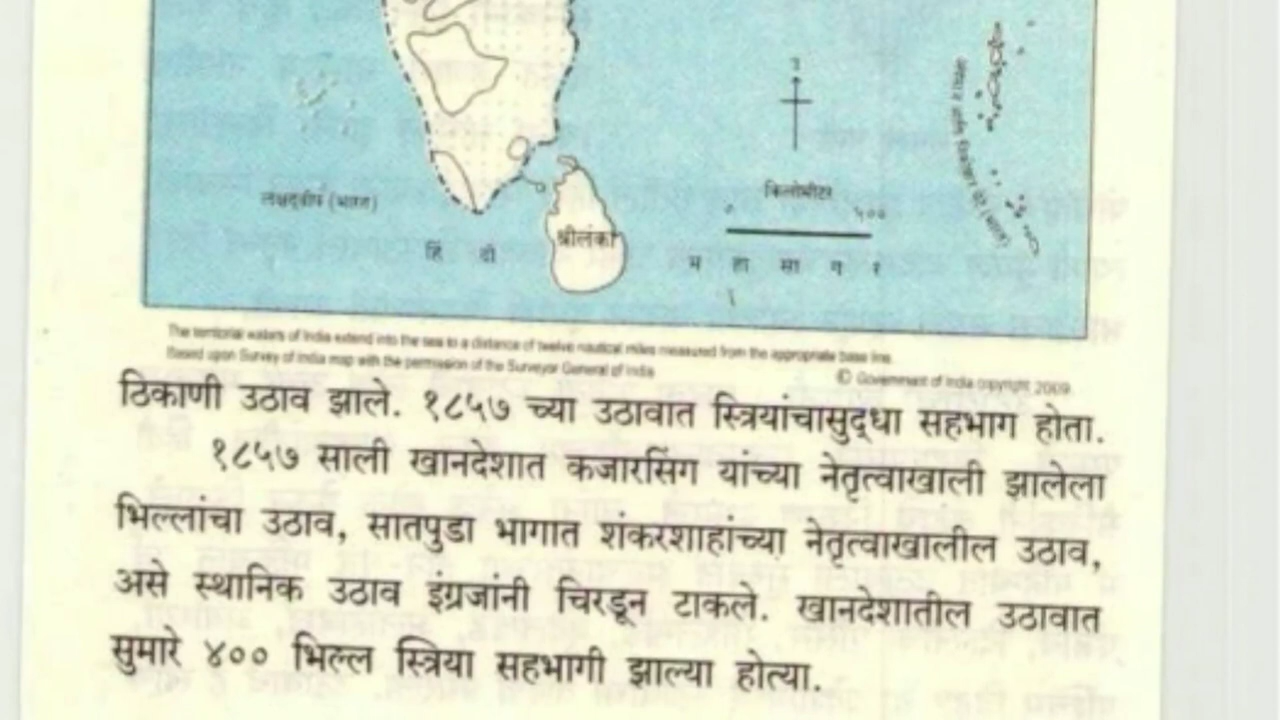 लक्षद्वीप (भारत)
श्रीलंका
हिं दी
किलोमीटर
० ५००
म हा सा ग र
The territorial waters of India extend into the sea to a distance of twelve nautical miles measured from the appropriate base line.
Based upon Survey of India map with the permission of the Surveyor General of India
© Government of India copyright 2009
ठिकाणी उठाव झाले. १८५७ च्या उठावात स्त्रियांचासुद्धा सहभाग होता.
१८५७ साली खानदेशात कजारसिंग यांच्या नेतृत्वाखाली झालेला
भिल्लांचा उठाव, सातपुडा भागात शंकरशाहांच्या नेतृत्वाखालील उठाव,
असे स्थानिक उठाव इंग्रजांनी चिरडून टाकले. खानदेशातील उठावात
सुमारे ४०० भिल्ल स्त्रिया सहभागी झाल्या होत्या.